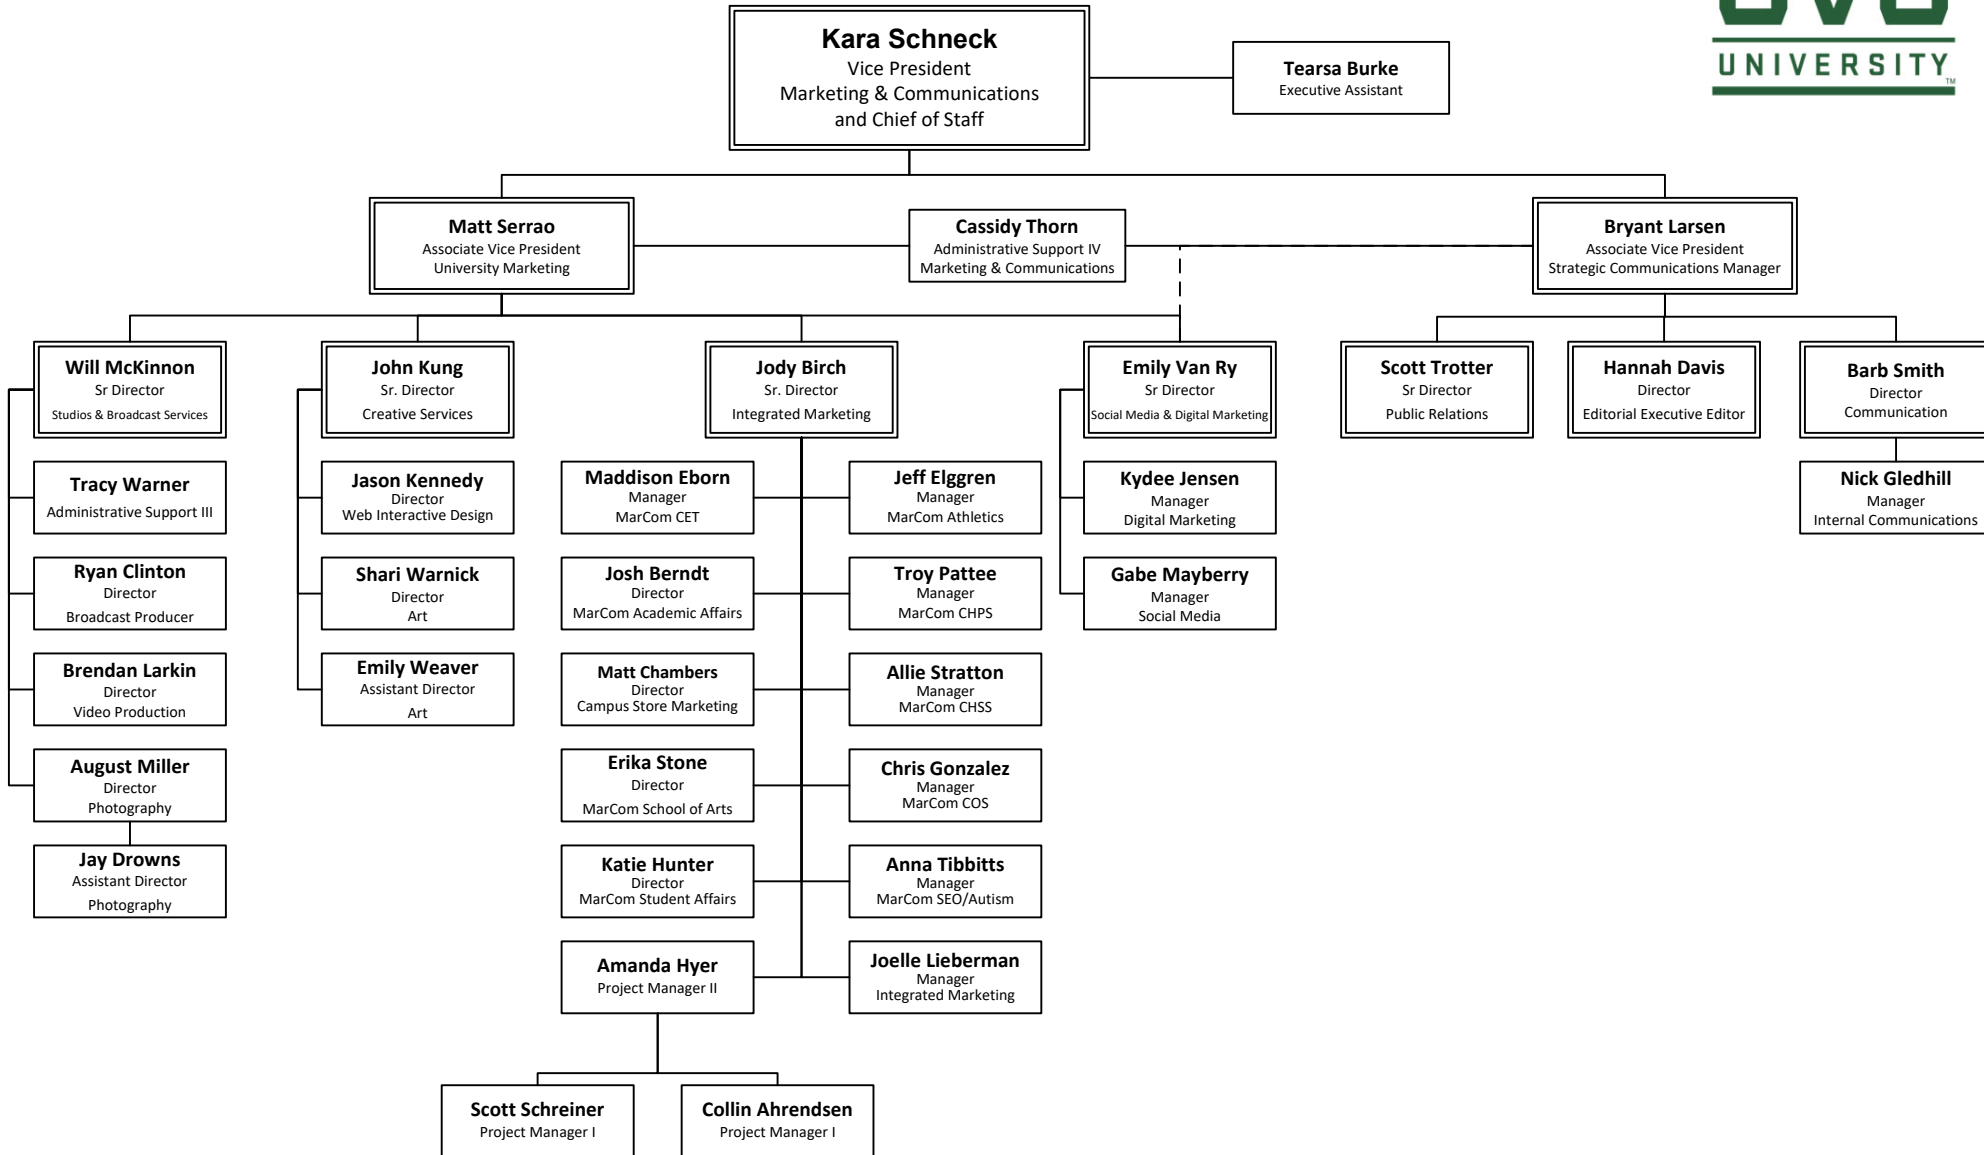 Kara Schneck
Vice President
Marketing & Communications
and Chief of Staff
Tearsa Burke
Executive Assistant
UNIVERSITY
TM
Matt Serrao
Associate Vice President
University Marketing
Cassidy Thorn
Administrative Support IV
Marketing & Communications
Bryant Larsen
Associate Vice President
Strategic Communications Manager
Will McKinnon
Sr Director
Studios & Broadcast Services
John Kung
Sr. Director
Creative Services
Jody Birch
Sr. Director
Integrated Marketing
Emily Van Ry
Sr Director
Social Media & Digital Marketing
Scott Trotter
Sr Director
Public Relations
Hannah Davis
Director
Editorial Executive Editor
Barb Smith
Director
Communication
Tracy Warner
Administrative Support III
Jason Kennedy
Director
Web Interactive Design
Maddison Eborn
Manager
MarCom CET
Jeff Elggren
Manager
MarCom Athletics
Kydee Jensen
Manager
Digital Marketing
Nick Gledhill
Manager
Internal Communications
Ryan Clinton
Director
Broadcast Producer
Shari Warnick
Director
Art
Josh Berndt
Director
MarCom Academic Affairs
Troy Pattee
Manager
MarCom CHPS
Gabe Mayberry
Manager
Social Media
Brendan Larkin
Director
Video Production
Emily Weaver
Assistant Director
Art
Matt Chambers
Director
Campus Store Marketing
Allie Stratton
Manager
MarCom CHSS
August Miller
Director
Photography
Erika Stone
Director
MarCom School of Arts
Chris Gonzalez
Manager
MarCom COS
Jay Drowns
Assistant Director
Photography
Katie Hunter
Director
MarCom Student Affairs
Anna Tibbitts
Manager
MarCom SEO/Autism
Amanda Hyer
Project Manager II
Joelle Lieberman
Manager
Integrated Marketing
Scott Schreiner
Project Manager I
Collin Ahrendsen
Project Manager I